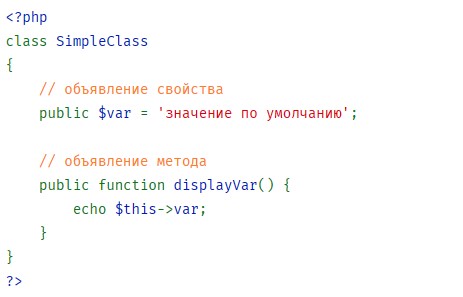 <?php
class SimpleClass
{
    // объявление свойства
    public $var = 'значение по умолчанию';

    // объявление метода
    public function displayVar() {
        echo $this->var;
    }
}
?>